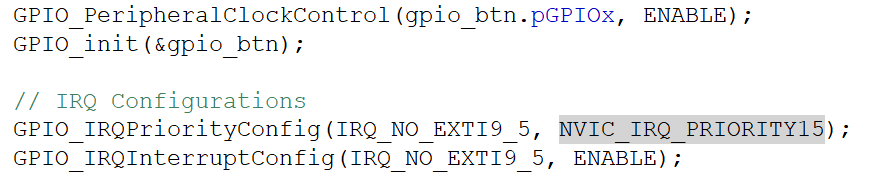 GPIO_PeripheralClockControl(gpio_btn.pGPIOx, ENABLE);
GPIO_init(&gpio_btn);
// IRQ Configurations
GPIO_IRQPriorityConfig(IRQ_NO_EXTI9_5, NVIC_IRQ_PRIORITY15);
GPIO_IRQInterruptConfig(IRQ_NO_EXTI9_5, ENABLE);